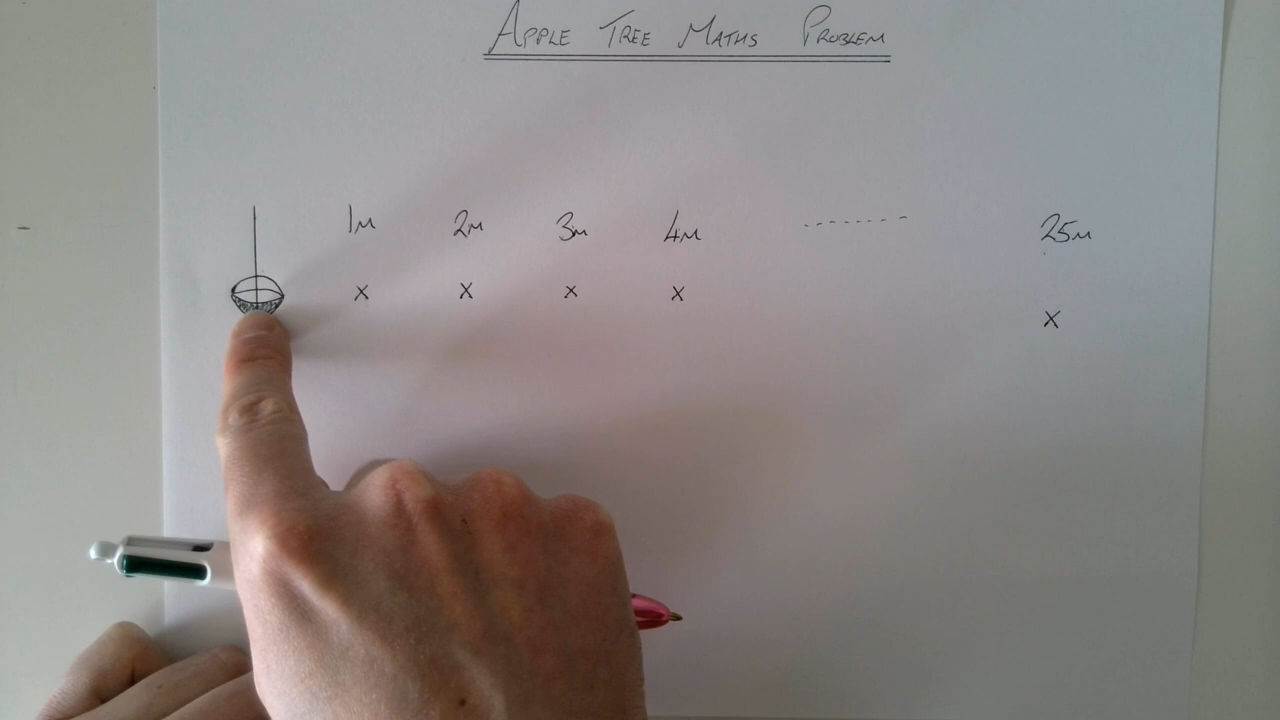 APPLE TREE MATHS PROBLEM
1M 2M 3M 4M ------- 25M
X X X X X